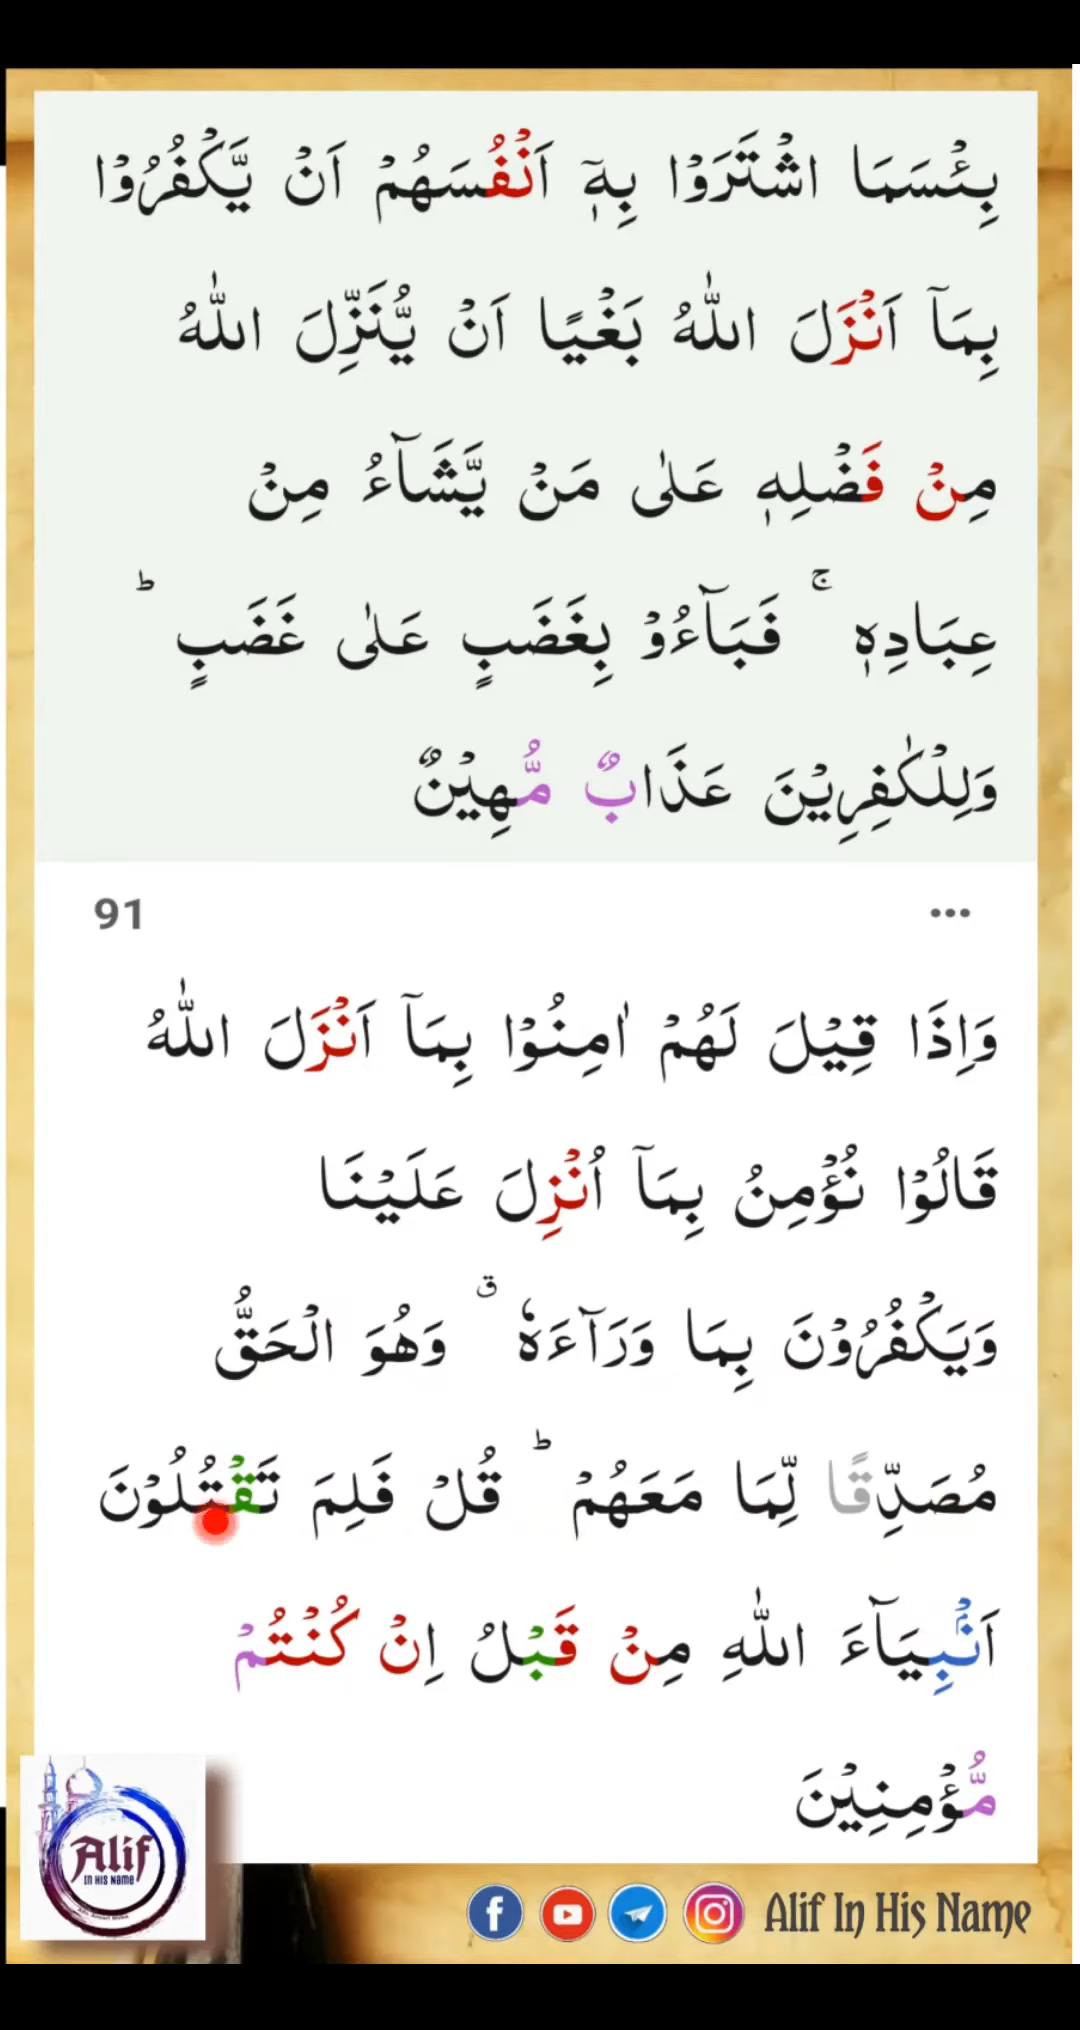 بِئۡسَمَا اشۡتَرَوۡا بِهٖۤ اَنۡفُسَهُمۡ اَنۡ يَّكۡفُرُوۡا
بِمَآ اَنۡزَلَ اللّٰهُ بَغۡيًا اَنۡ يُّنَزِّلَ اللّٰهُ
مِنۡ فَضۡلِهٖ عَلٰى مَنۡ يَّشَآءُ مِنۡ
عِبَادِهٖ‌ۚ فَبَآءُوۡ بِغَضَبٍ عَلٰى غَضَبٍ‌ؕ
وَلِلۡكٰفِرِيۡنَ عَذَابٌ مُّهِيۡنٌ
91 •••
وَاِذَا قِيۡلَ لَهُمۡ اٰمِنُوۡا بِمَآ اَنۡزَلَ اللّٰهُ
قَالُوۡا نُؤۡمِنُ بِمَآ اُنۡزِلَ عَلَيۡنَا
وَيَكۡفُرُوۡنَ بِمَا وَرَآءَهٗ ق وَهُوَ الۡحَـقُّ
مُصَدِّقًا لِّمَا مَعَهُمۡ‌ؕ قُلۡ فَلِمَ تَقۡتُلُوۡنَ
اَنۡۢبِيَآءَ اللّٰهِ مِنۡ قَبۡلُ اِنۡ كُنۡتُمۡ
مُّؤۡمِنِيۡنَ
Alif
IN HIS NAME
Alif In His Name